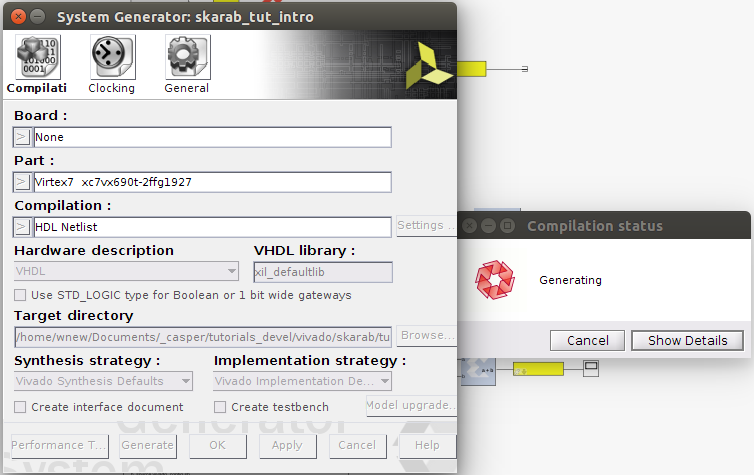 System Generator: skarab_tut_intro
Compilati Clocking General
Board :
> None
Part :
> Virtex7 xc7vx690t-2ffg1927
Compilation :
> HDL Netlist Settings ...
Hardware description VHDL library :
VHDL xil_defaultlib
Use STD_LOGIC type for Boolean or 1 bit wide gateways
Target directory
/home/wnew/Documents/_casper/tutorials_devel/vivado/skarab/tu Browse...
Synthesis strategy : Implementation strategy :
Vivado Synthesis Defaults Vivado Implementation De...
Create interface document Create testbench Model upgrade...
Performance T... Generate OK Apply Cancel Help
Generator
System
Compilation status
Generating
Cancel Show Details